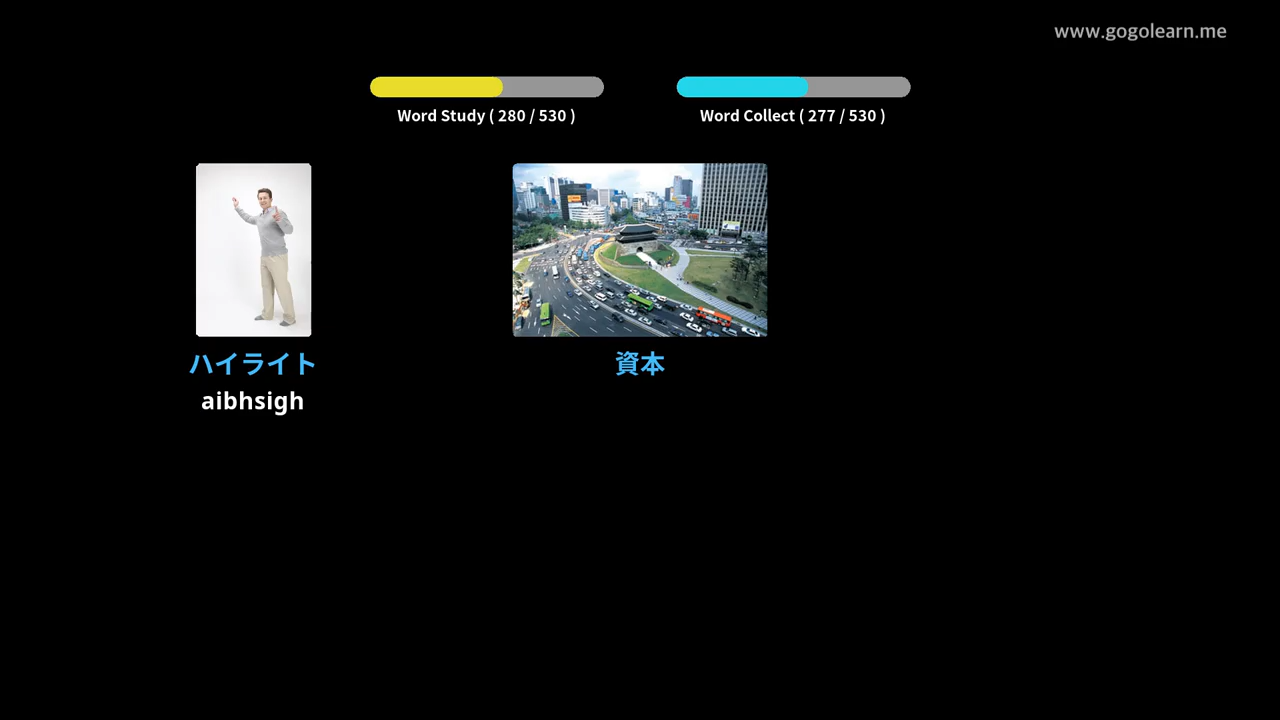 www.gogolearn.me
Word Study ( 280 / 530 )
Word Collect ( 277 / 530 )
ハイライト
aibhsigh
資本